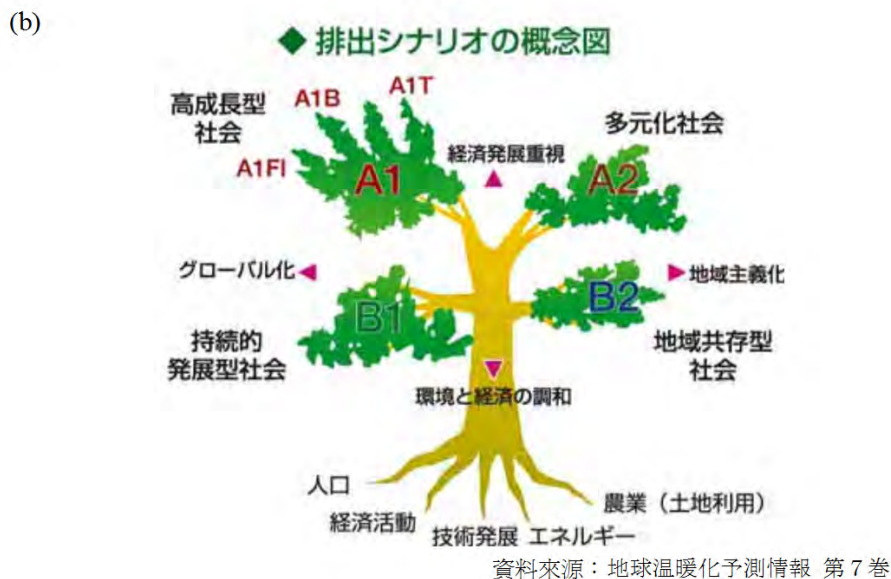 (b)
◆ 排出シナリオの概念図
高成長型
社会
A1B
A1T
A1FI
A1
経済発展重視
多元化社会
A2
グローバル化
地域主義化
B1
B2
持続的
発展型社会
地域共存型
社会
環境と経済の調和
人口
経済活動
技術発展
エネルギー
農業（土地利用）
資料來源：地球温暖化予測情報 第 7 巻